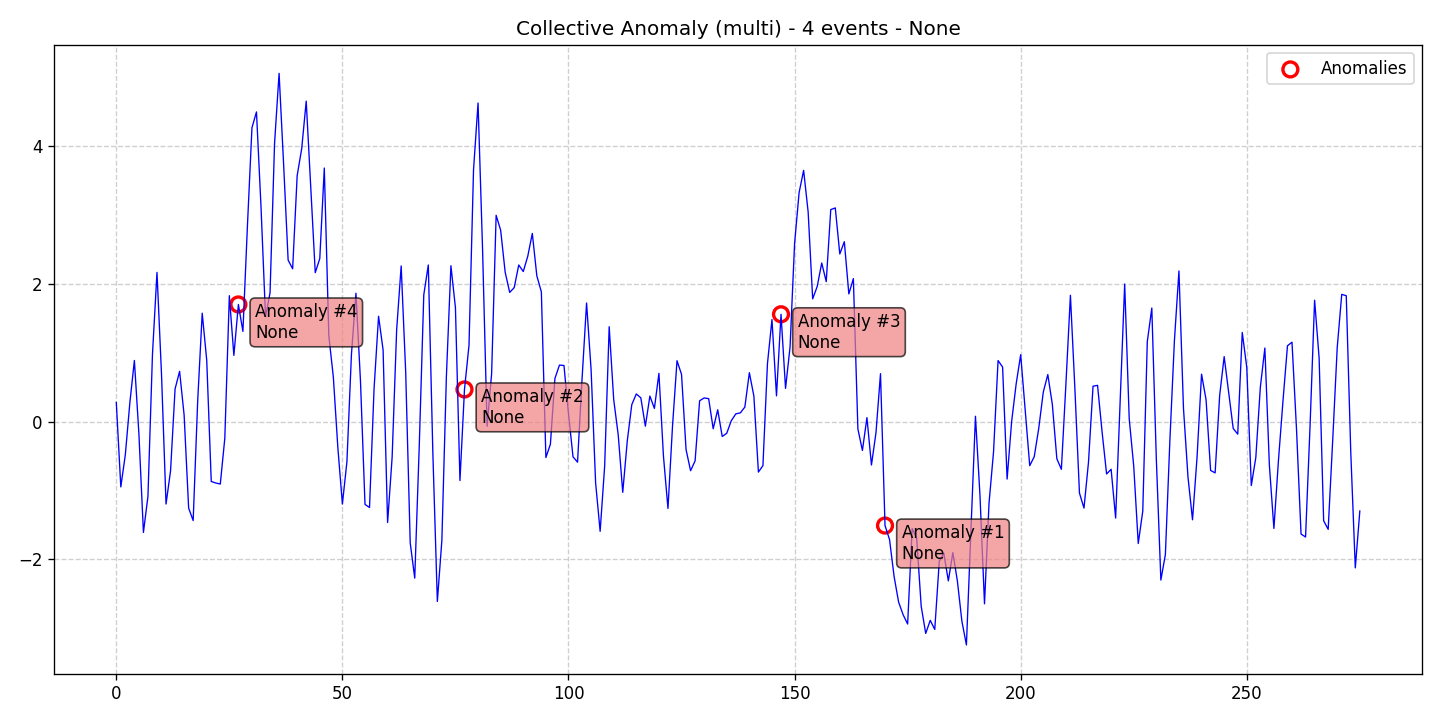 Collective Anomaly (multi) - 4 events - None
Anomalies
4
2
0
−2
Anomaly #4
None
Anomaly #2
None
Anomaly #3
None
Anomaly #1
None
0
50
100
150
200
250